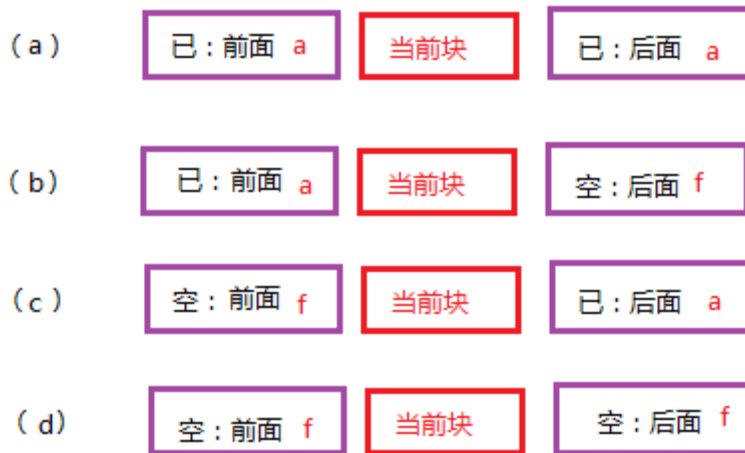 (a) 已：前面 a 当前块 已：后面 a
(b) 已：前面 a 当前块 空：后面 f
(c) 空：前面 f 当前块 已：后面 a
(d) 空：前面 f 当前块 空：后面 f